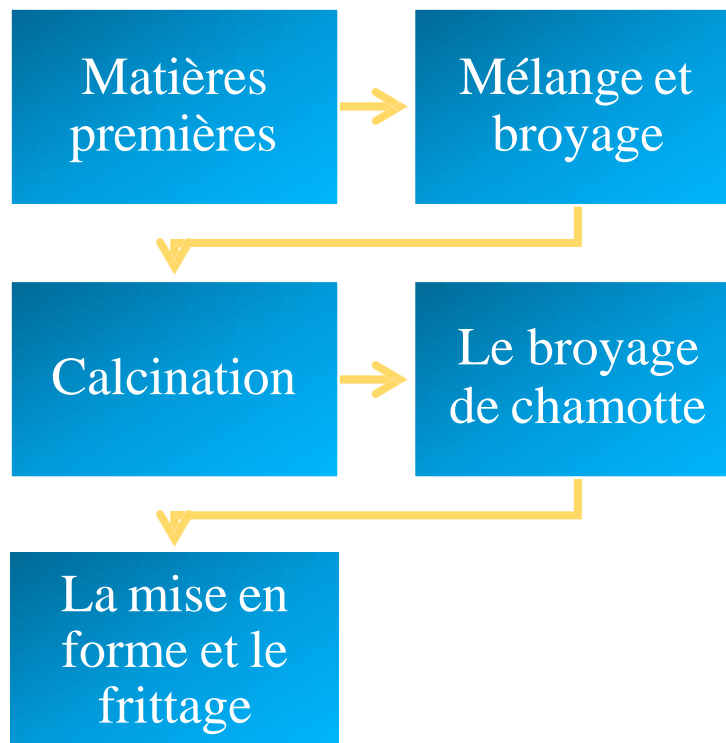 Matières
premières
Mélange et
broyage
Calcination
Le broyage
de chamotte
La mise en
forme et le
frittage